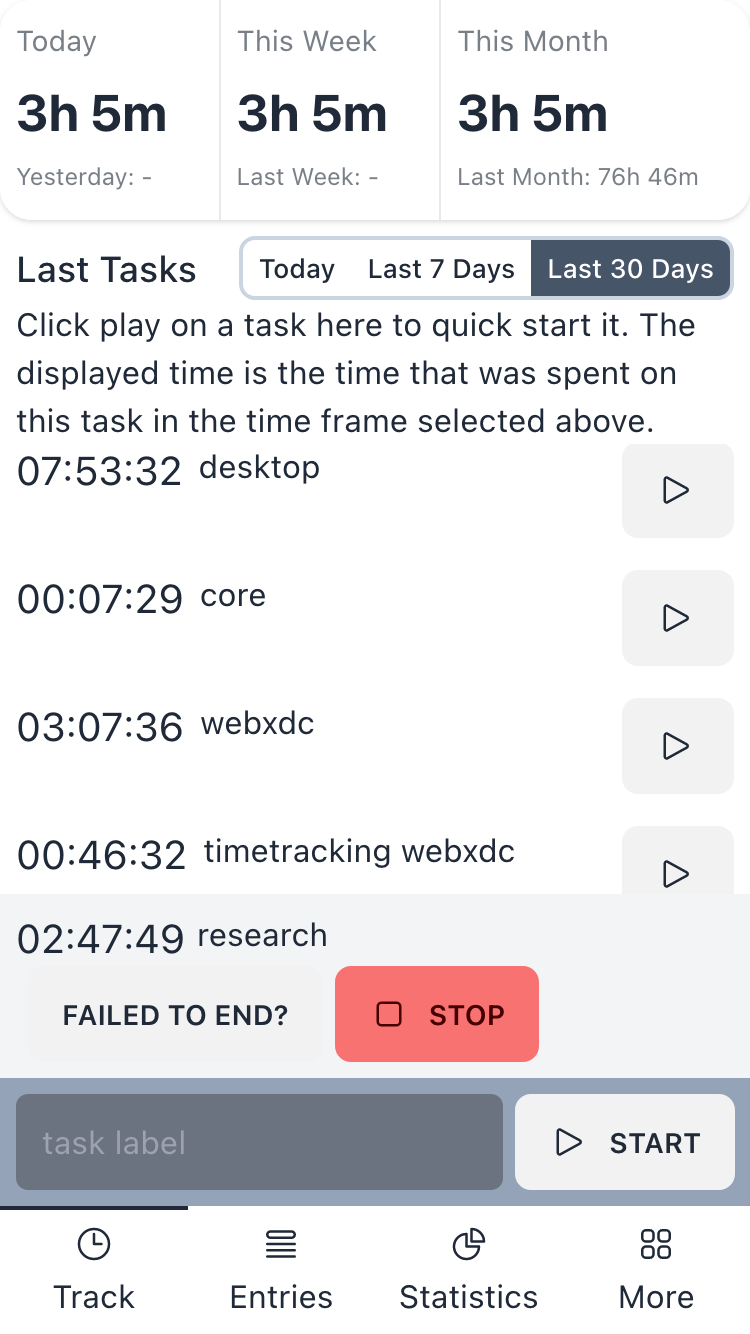 Today
3h 5m
Yesterday: -
This Week
3h 5m
Last Week: -
This Month
3h 5m
Last Month: 76h 46m
Last Tasks
Today
Last 7 Days
Last 30 Days
Click play on a task here to quick start it. The
displayed time is the time that was spent on
this task in the time frame selected above.
07:53:32 desktop
00:07:29 core
03:07:36 webxdc
00:46:32 timetracking webxdc
02:47:49 research
FAILED TO END?
STOP
task label
START
Track
Entries
Statistics
More